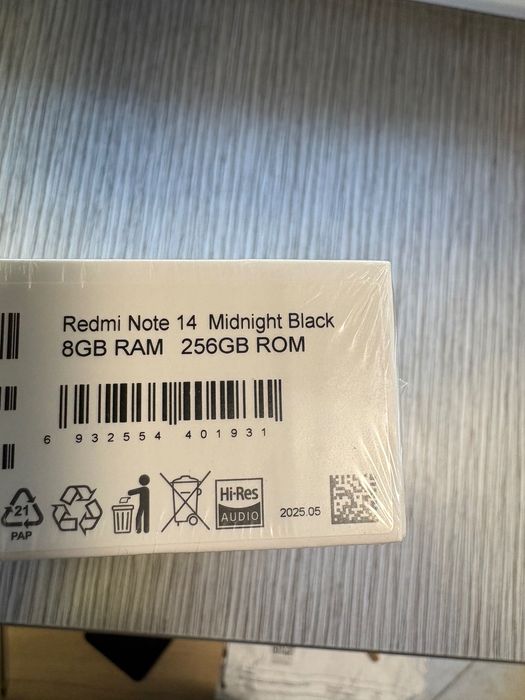 Redmi Note 14 Midnight Black
8GB RAM 256GB ROM
6 932554 401931
21
PAP
Hi-Res
AUDIO
2025.05